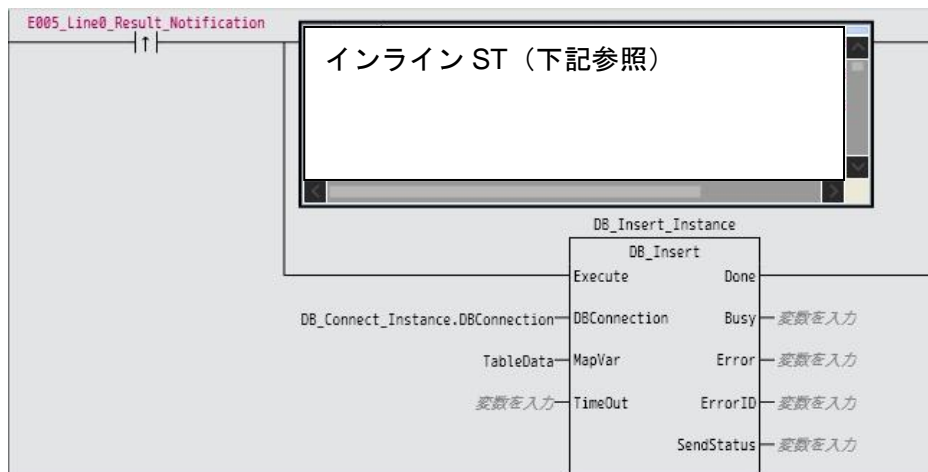 E005_Line0_Result_Notification
インライン ST（下記参照）
DB_Insert_Instance
DB_Insert
Execute Done
DB_Connect_Instance.DBConnection DBConnection Busy 変数を入力
TableData MapVar Error 変数を入力
変数を入力 TimeOut ErrorID 変数を入力
SendStatus 変数を入力